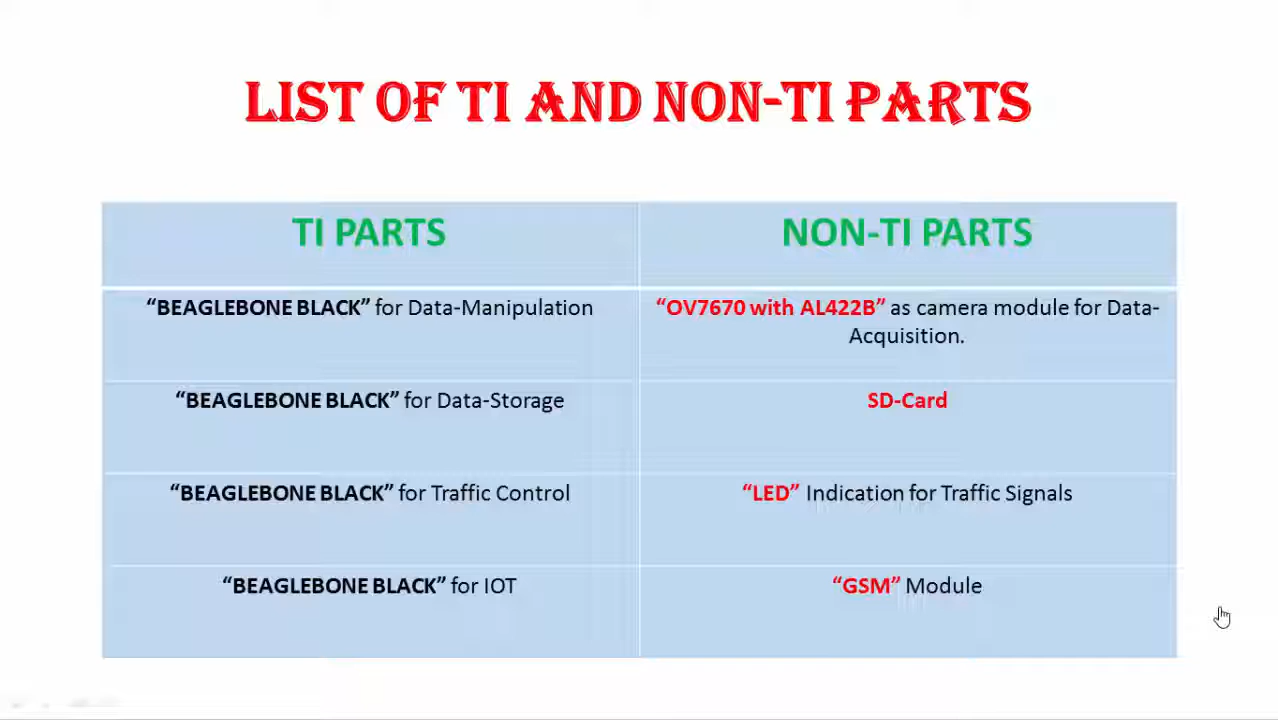 LIST OF TI AND NON-TI PARTS
TI PARTS
NON-TI PARTS
“BEAGLEBONE BLACK” for Data-Manipulation
“OV7670 with AL422B” as camera module for Data-
Acquisition.
“BEAGLEBONE BLACK” for Data-Storage
SD-Card
“BEAGLEBONE BLACK” for Traffic Control
“LED” Indication for Traffic Signals
“BEAGLEBONE BLACK” for IOT
“GSM” Module